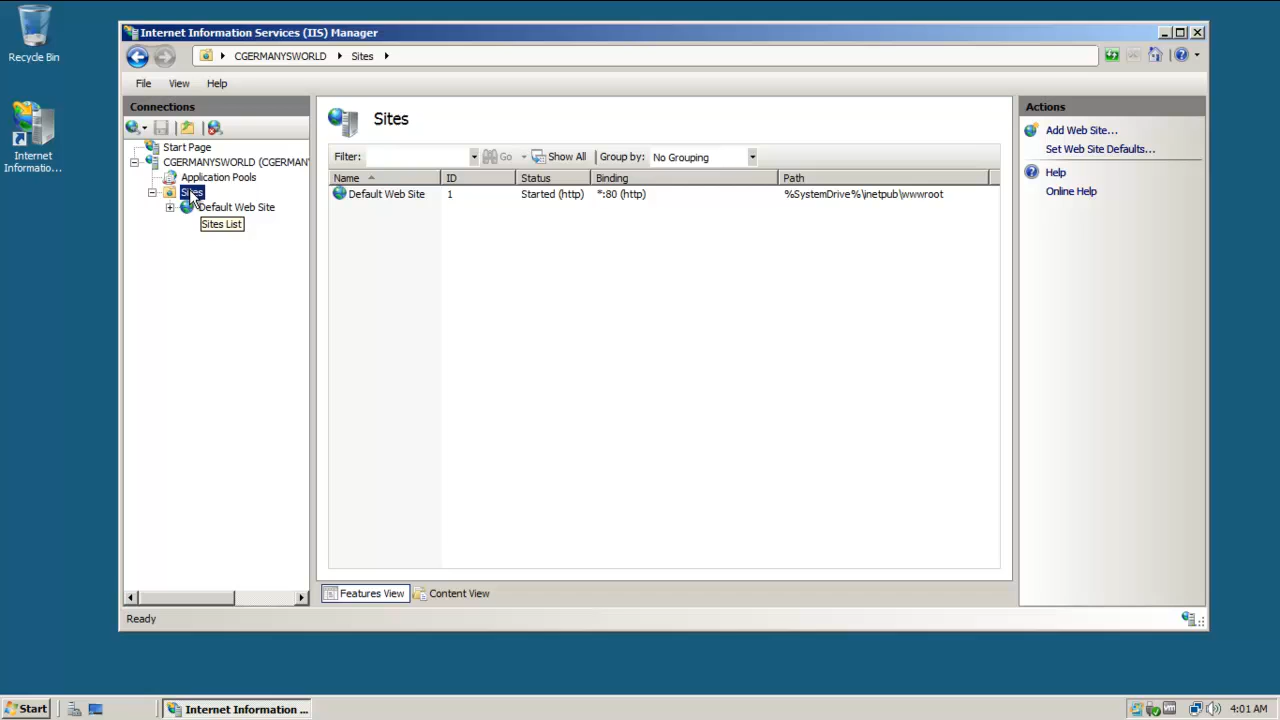 Recycle Bin
Internet
Informatio...
Internet Information Services (IIS) Manager
CGERMANYSWORLD
Sites
File View Help
Connections
Start Page
CGERMANYSWORLD (CGERMAN
Application Pools
Sites
Default Web Site
Sites List
Sites
Filter: Go Show All Group by: No Grouping
Name ID Status Binding Path
Default Web Site 1 Started (http) *:80 (http) %SystemDrive%\inetpub\wwwroot
Features View Content View
Actions
Add Web Site...
Set Web Site Defaults...
Help
Online Help
Ready
Start Internet Information ... 4:01 AM